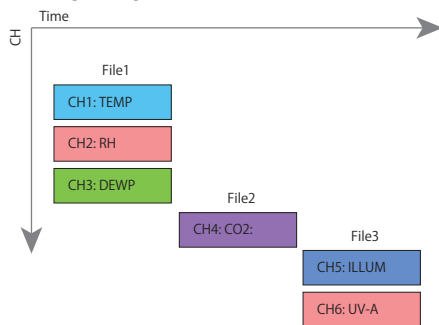 Time
CH
File1
CH1: TEMP
CH2: RH
CH3: DEWP
File2
CH4: CO2:
File3
CH5: ILLUM
CH6: UV-A